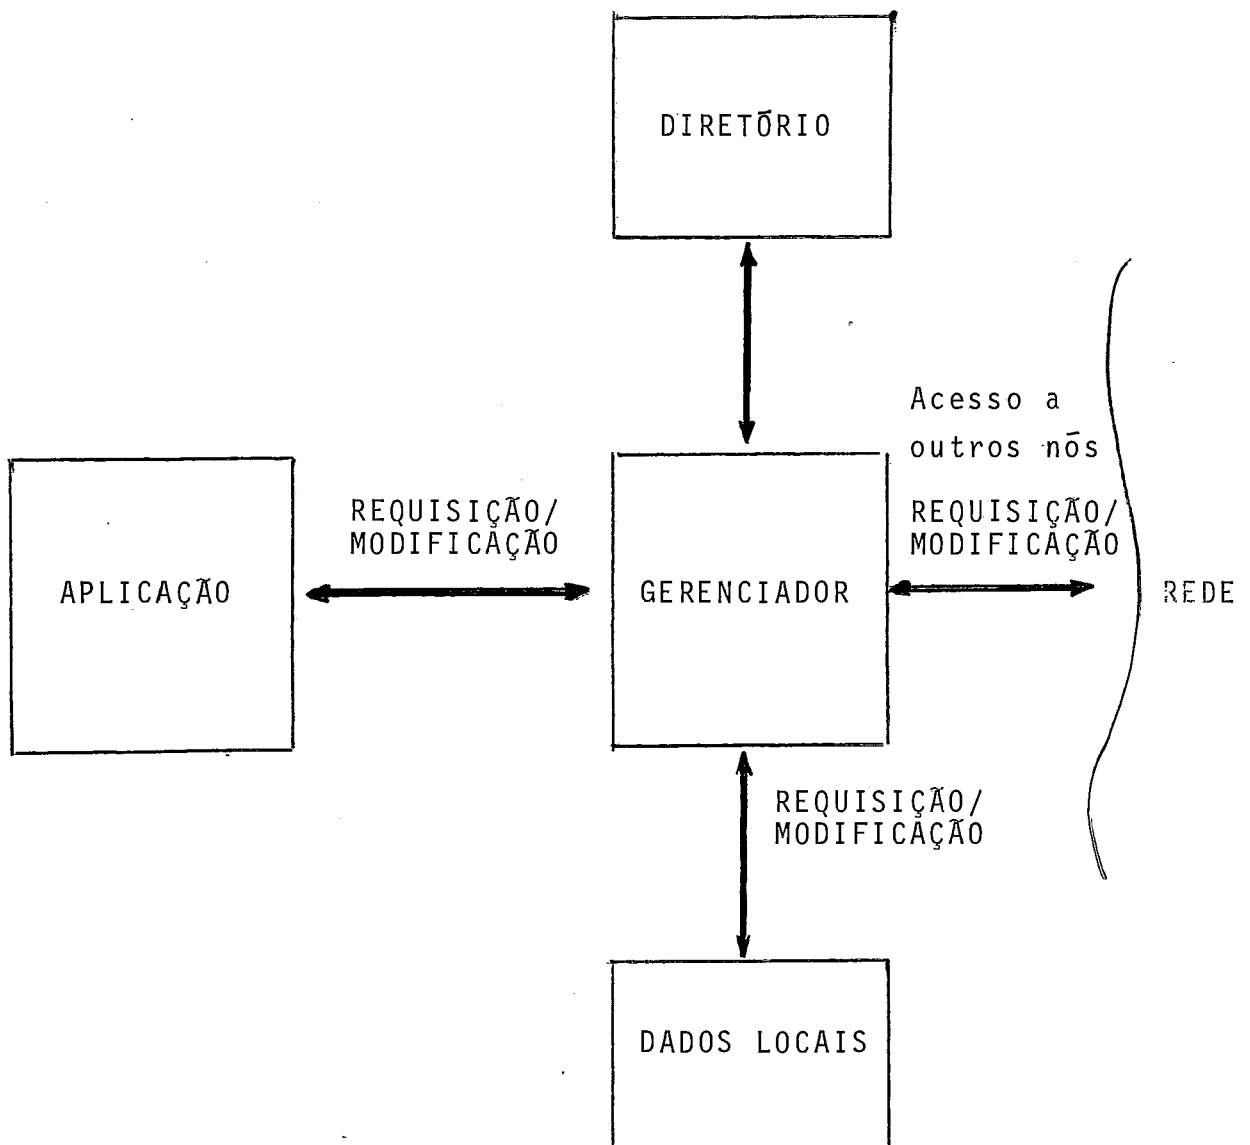 DIRETÓRIO
Acesso a
outros nós
REQUISIÇÃO/
MODIFICAÇÃO
REQUISIÇÃO/
MODIFICAÇÃO
APLICAÇÃO
GERENCIADOR
REDE
REQUISIÇÃO/
MODIFICAÇÃO
DADOS LOCAIS